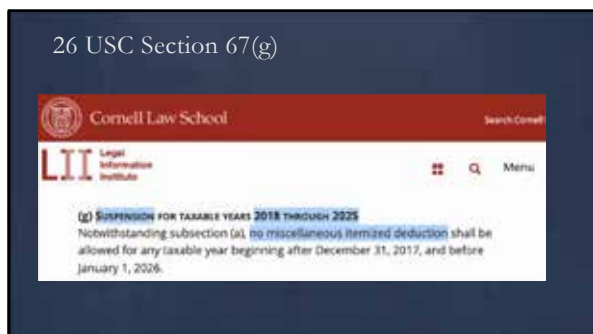 26 USC Section 67(g)
Cornell Law School
Search Cornell
LII Legal
Information
Institute
Menu
(g) SUSPENSION FOR TAXABLE YEARS 2018 THROUGH 2025
Notwithstanding subsection (a), no miscellaneous itemized deduction shall be
allowed for any taxable year beginning after December 31, 2017, and before
January 1, 2026.